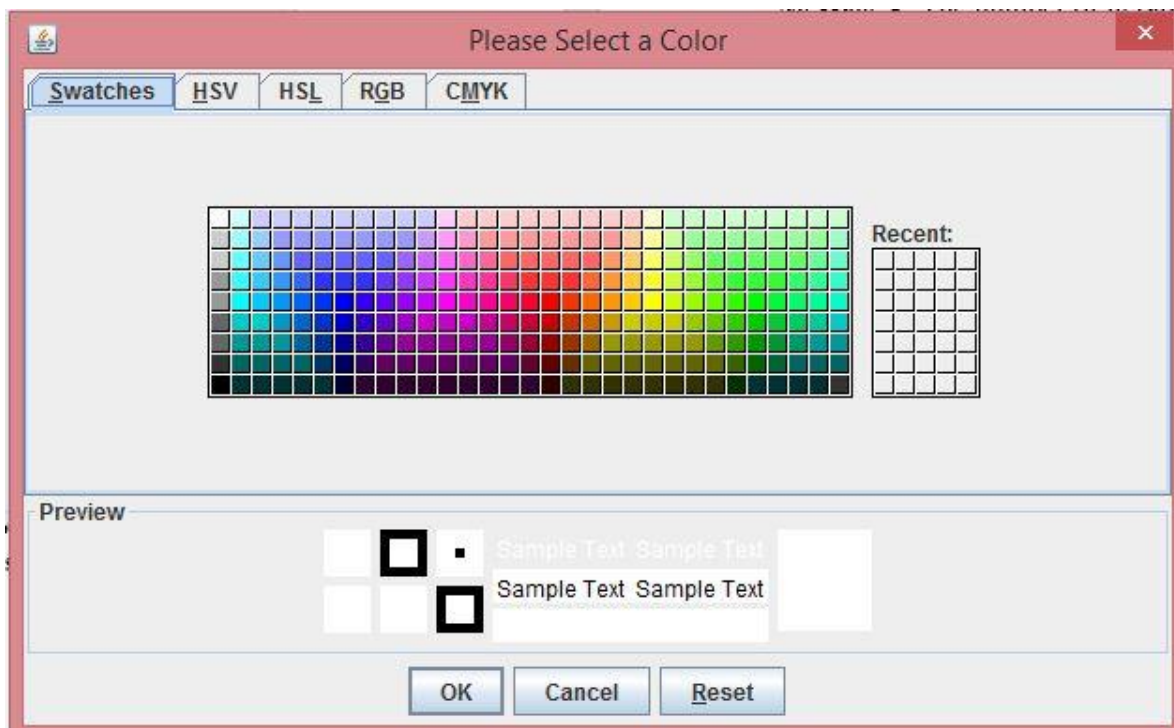 Please Select a Color
Swatches HSV HSL RGB CMYK
Recent:
Preview
Sample Text Sample Text
Sample Text Sample Text
OK Cancel Reset